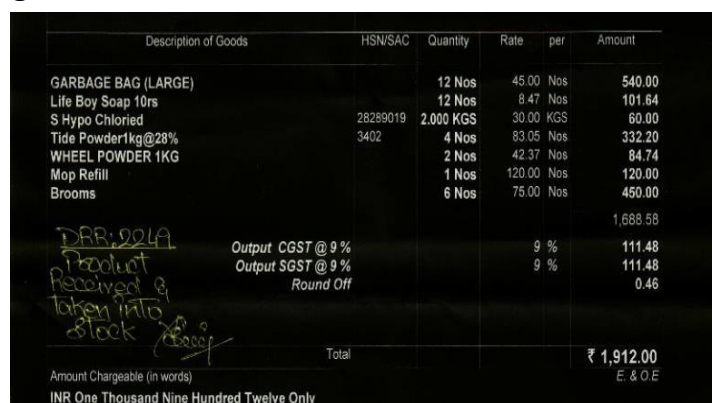 Description of Goods HSN/SAC Quantity Rate per Amount
GARBAGE BAG (LARGE) 12 Nos 45.00 Nos 540.00
Life Boy Soap 10rs 12 Nos 8.47 Nos 101.64
S Hypo Chloried 28289019 2.000 KGS 30.00 KGS 60.00
Tide Powder1kg@28% 3402 4 Nos 83.05 Nos 332.20
WHEEL POWDER 1KG 2 Nos 42.37 Nos 84.74
Mop Refill 1 Nos 120.00 Nos 120.00
Brooms 6 Nos 75.00 Nos 450.00
1,688.58
DRR:2249
Output CGST @ 9 % 9 % 111.48
Product
Output SGST @ 9 % 9 % 111.48
Received &
Round Off 0.46
taken into
Stock
Total ₹ 1,912.00
Amount Chargeable (in words) E. & O.E
INR One Thousand Nine Hundred Twelve Only